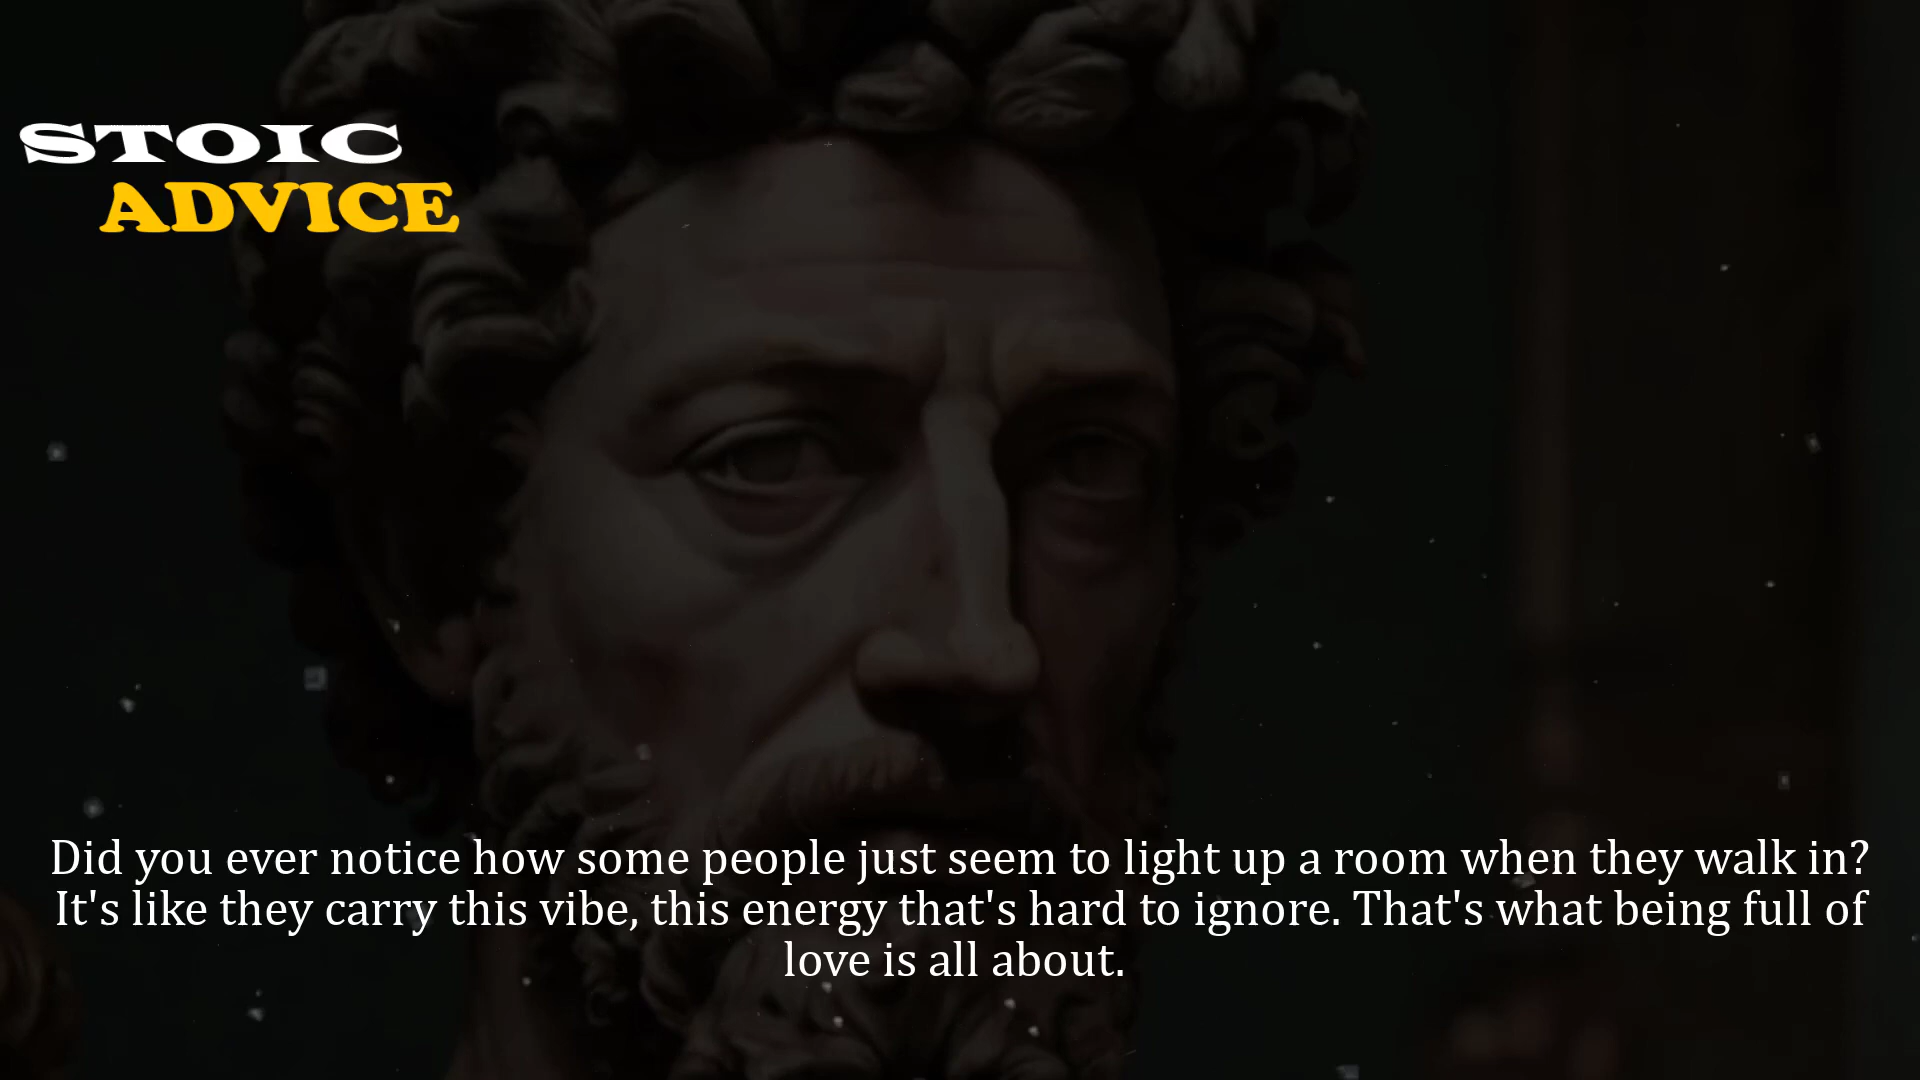 STOIC
ADVICE
Did you ever notice how some people just seem to light up a room when they walk in?
It's like they carry this vibe, this energy that's hard to ignore. That's what being full of
love is all about.